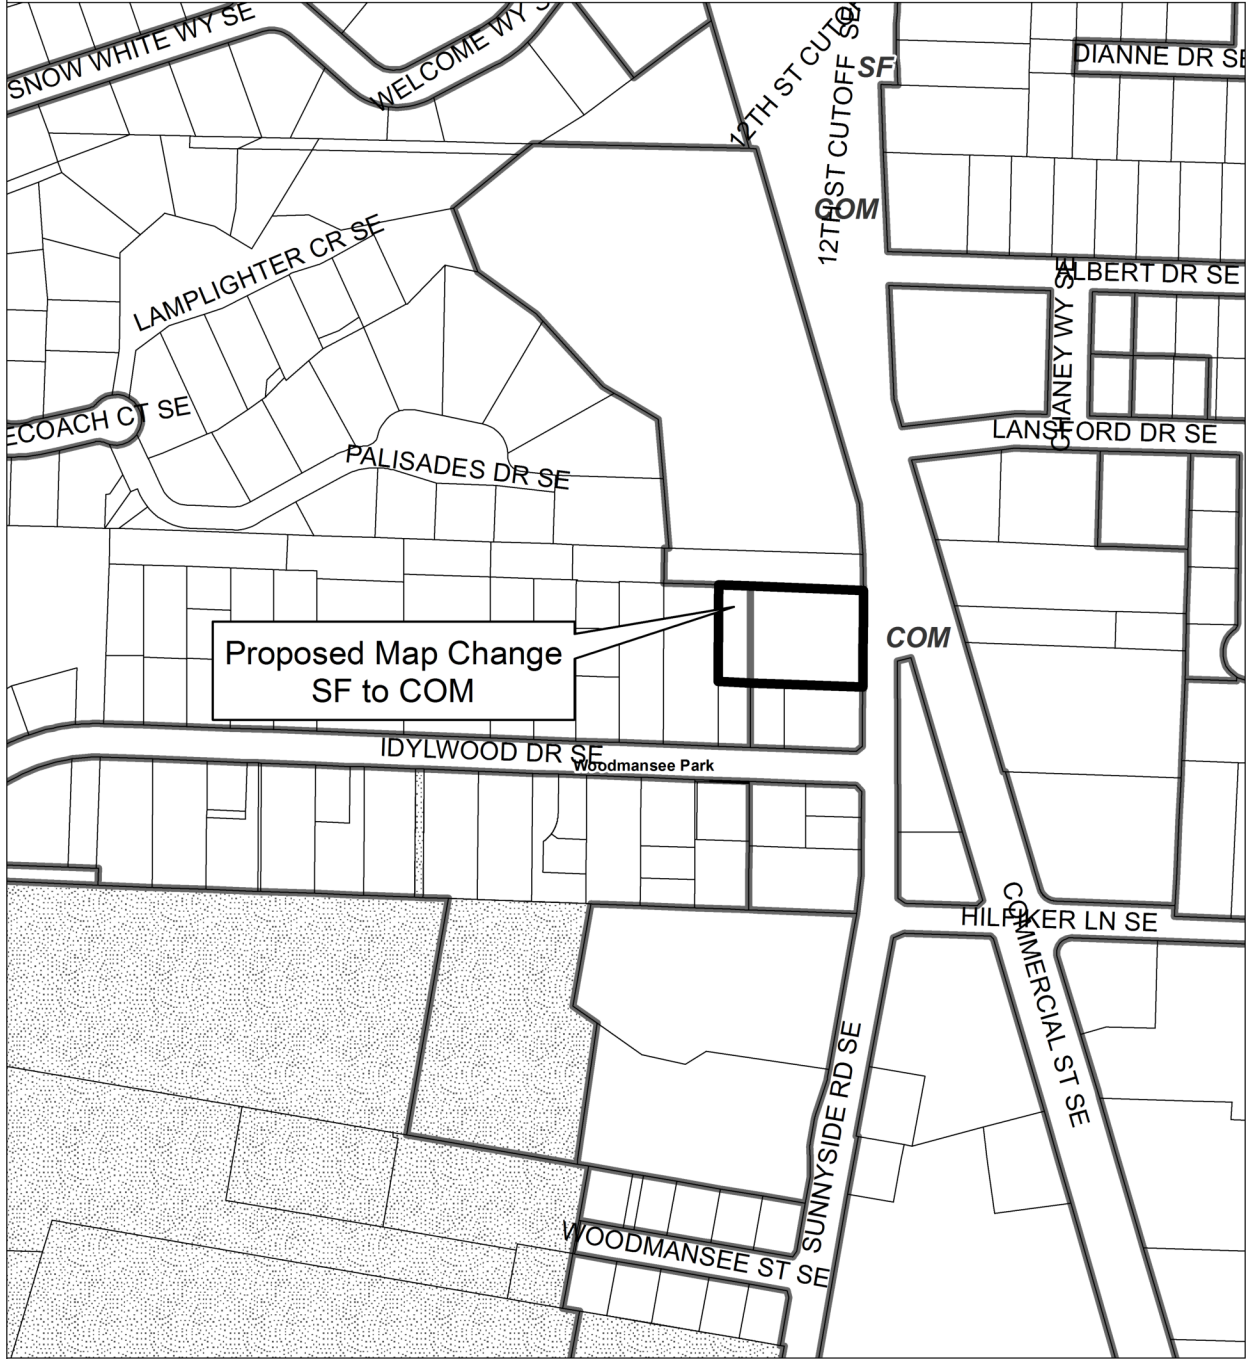 SNOW WHITE WY SE
WELCOME WY S
12TH ST CUTO
12TH ST CUTOFF SE
SF
DIANNE DR SE
COM
LAMPLIGHTER CR SE
ALBERT DR SE
CHANEY WY SE
ECOACH CT SE
LANSFORD DR SE
PALISADES DR SE
Proposed Map Change
SF to COM
COM
IDYLWOOD DR SE
Woodmansee Park
HILFIKER LN SE
COMMERCIAL ST SE
SUNNYSIDE RD SE
WOODMANSEE ST SE